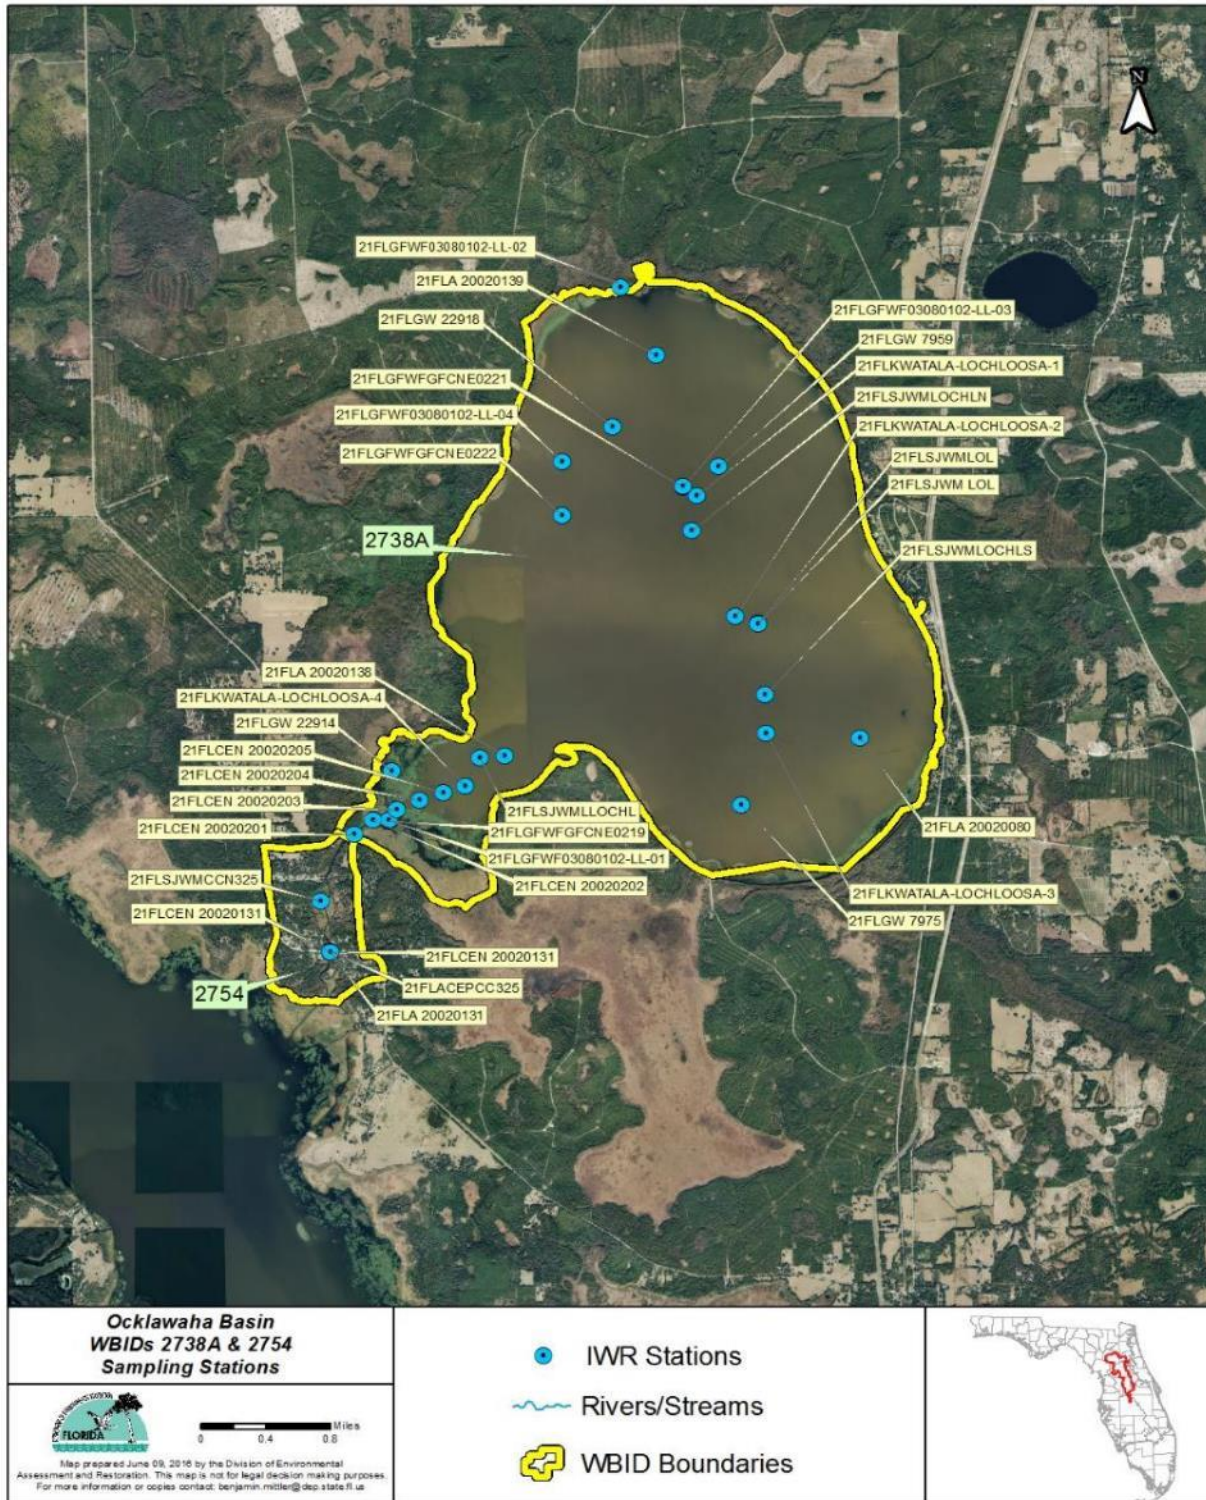 N
21FLGFWF03080102-LL-02
21FLA 20020139
21FLGW 22918
21FLGFWFGFCNE0221
21FLGFWF03080102-LL-04
21FLGFWFGFCNE0222
2738A
21FLGFWF03080102-LL-03
21FLGW 7959
21FLKWATALA-LOCHLOOSA-1
21FLSJWMLOCHLN
21FLKWATALA-LOCHLOOSA-2
21FLSJWMLOL
21FLSJWM LOL
21FLSJWMLOCHLS
21FLA 20020138
21FLKWATALA-LOCHLOOSA-4
21FLGW 22914
21FLCEN 20020205
21FLCEN 20020204
21FLCEN 20020203
21FLCEN 20020201
21FLSJWMCCN325
21FLCEN 20020131
2754
21FLSJWMLLOCHL
21FLGFWFGFCNE0219
21FLGFWF03080102-LL-01
21FLCEN 20020202
21FLCEN 20020131
21FLACEPCC325
21FLA 20020131
21FLA 20020080
21FLKWATALA-LOCHLOOSA-3
21FLGW 7975
Ocklawaha Basin
WBIDs 2738A & 2754
Sampling Stations
FLORIDA
Miles
0 0.4 0.8
Map prepared June 09, 2016 by the Division of Environmental
Assessment and Restoration. This map is not for legal decision making purposes.
For more information or copies contact: benjamin.mittler@dep.state.fl.us
IWR Stations
Rivers/Streams
WBID Boundaries